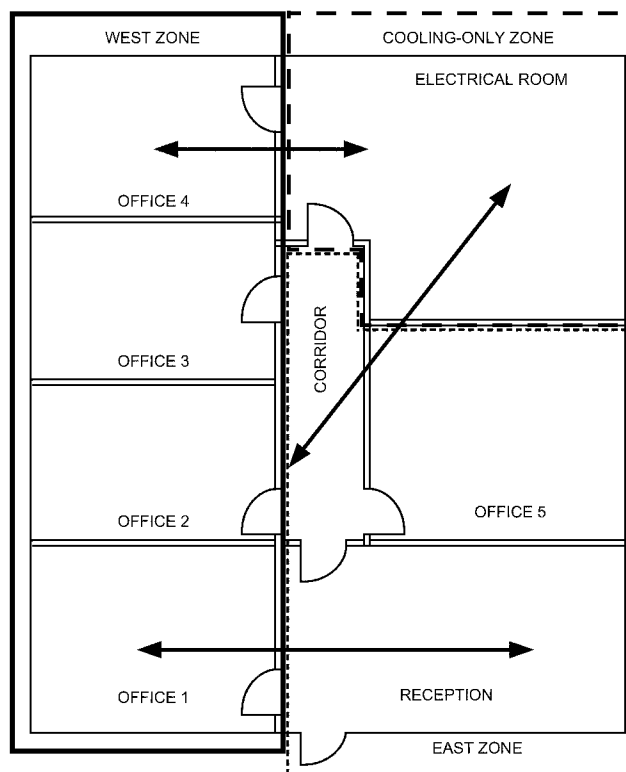 WEST ZONE
COOLING-ONLY ZONE
ELECTRICAL ROOM
OFFICE 4
OFFICE 3
CORRIDOR
OFFICE 2
OFFICE 5
OFFICE 1
RECEPTION
EAST ZONE